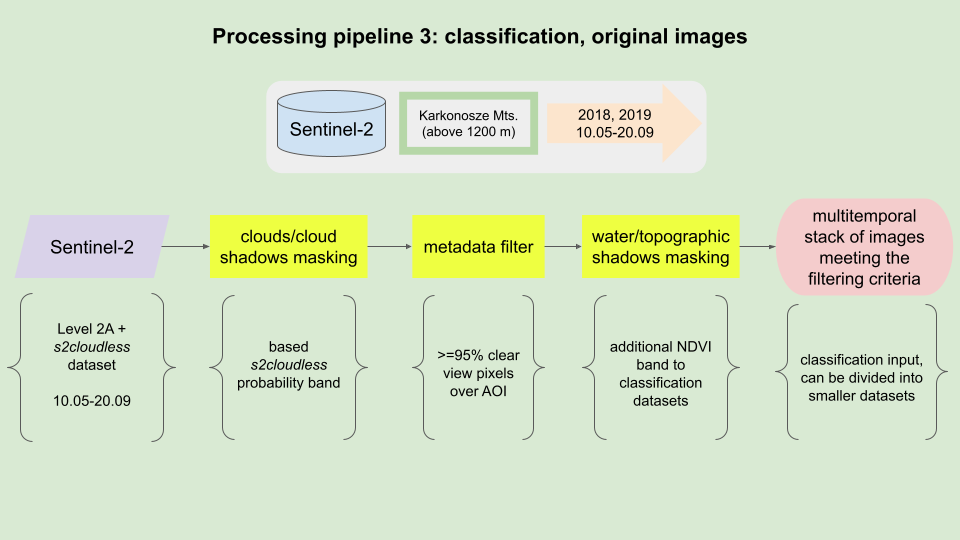 Processing pipeline 3: classification, original images
Sentinel-2
Karkonosze Mts.
(above 1200 m)
2018, 2019
10.05-20.09
Sentinel-2
clouds/cloud
shadows masking
metadata filter
water/topographic
shadows masking
multitemporal
stack of images
meeting the
filtering criteria
Level 2A +
s2cloudless
dataset
10.05-20.09
based
s2cloudless
probability band
>=95% clear
view pixels
over AOI
additional NDVI
band to
classification
datasets
classification input,
can be divided into
smaller datasets